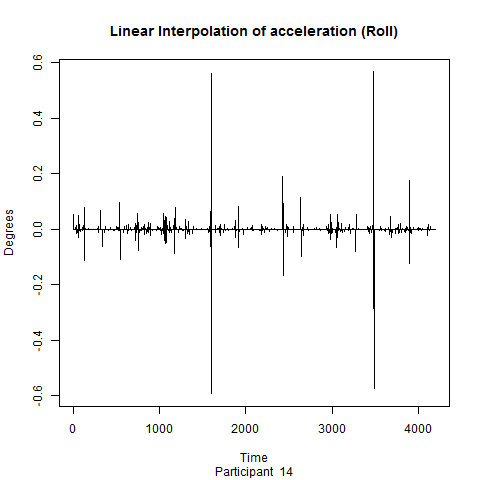 Linear Interpolation of acceleration (Roll)
0.6
0.4
0.2
0.0
-0.2
-0.4
-0.6
Degrees
0 1000 2000 3000 4000
Time
Participant 14